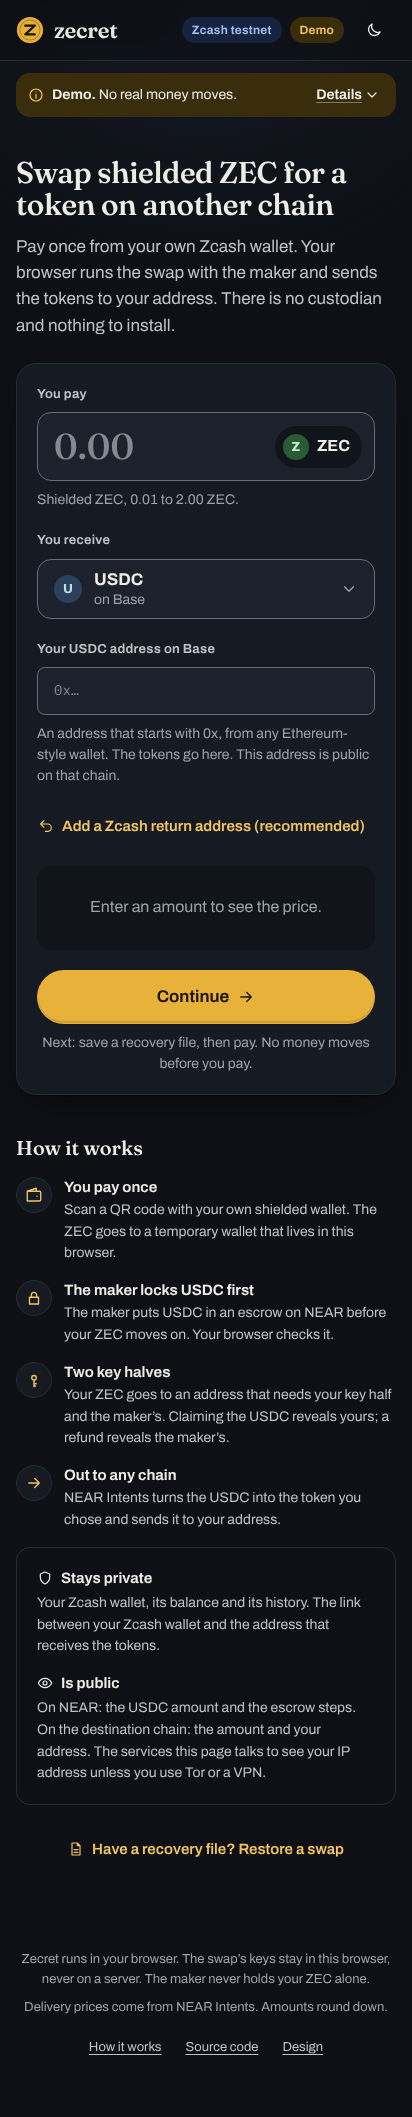 zecret
Zcash testnet
Demo
Demo. No real money moves.
Details
Swap shielded ZEC for a
token on another chain
Pay once from your own Zcash wallet. Your
browser runs the swap with the maker and sends
the tokens to your address. There is no custodian
and nothing to install.
You pay
0.00
Z ZEC
Shielded ZEC, 0.01 to 2.00 ZEC.
You receive
U
USDC
on Base
Your USDC address on Base
0x…
An address that starts with 0x, from any Ethereum-
style wallet. The tokens go here. This address is public
on that chain.
Add a Zcash return address (recommended)
Enter an amount to see the price.
Continue →
Next: save a recovery file, then pay. No money moves
before you pay.
How it works
You pay once
Scan a QR code with your own shielded wallet. The
ZEC goes to a temporary wallet that lives in this
browser.
The maker locks USDC first
The maker puts USDC in an escrow on NEAR before
your ZEC moves on. Your browser checks it.
Two key halves
Your ZEC goes to an address that needs your key half
and the maker’s. Claiming the USDC reveals yours; a
refund reveals the maker’s.
Out to any chain
NEAR Intents turns the USDC into the token you
chose and sends it to your address.
Stays private
Your Zcash wallet, its balance and its history. The link
between your Zcash wallet and the address that
receives the tokens.
Is public
On NEAR: the USDC amount and the escrow steps.
On the destination chain: the amount and your
address. The services this page talks to see your IP
address unless you use Tor or a VPN.
Have a recovery file? Restore a swap
Zecret runs in your browser. The swap’s keys stay in this browser,
never on a server. The maker never holds your ZEC alone.
Delivery prices come from NEAR Intents. Amounts round down.
How it works
Source code
Design